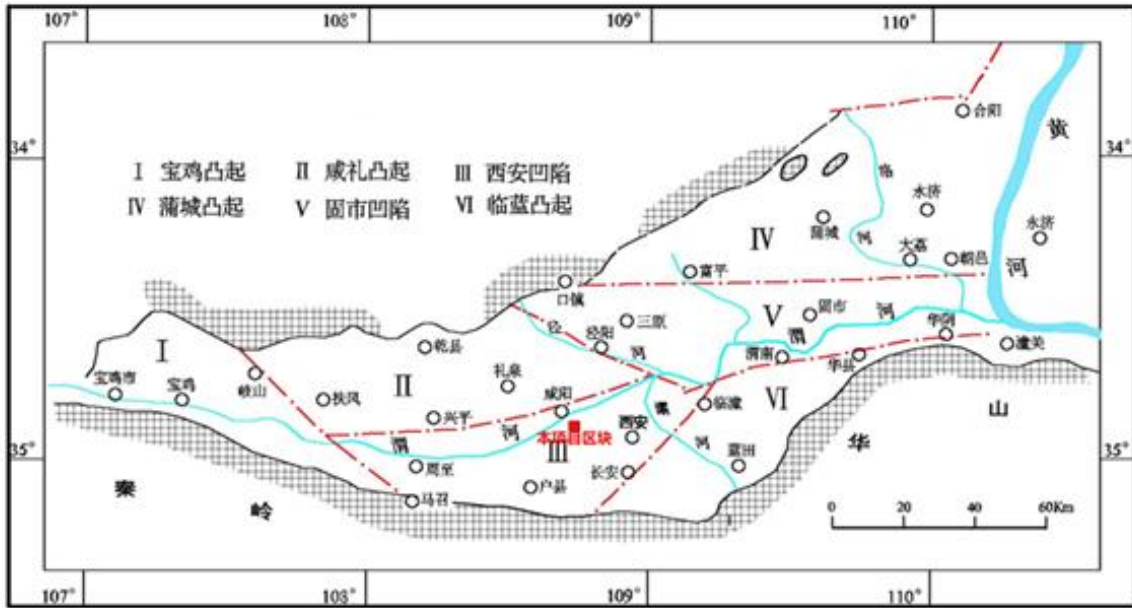 107° 108° 109° 110°
合阳
黄
34° 34°
Ⅰ 宝鸡凸起 Ⅱ 咸礼凸起 Ⅲ 西安凹陷
Ⅳ 蒲城凸起 Ⅴ 固市凹陷 Ⅵ 临蓝凸起
临
永济
永济
蒲城
Ⅳ
河
大荔
朝邑
河
富平
口镇
固市
河
三原
泾
Ⅴ
渭
华阴
泾阳
河
渭南
华县
潼关
乾县
Ⅰ
岐山
礼泉
Ⅱ
宝鸡市
宝鸡
扶风
兴平
咸阳
临潼
Ⅵ
山
渭
河
西安
本项目区块
Ⅲ
河
华
35° 35°
周至
长安
蓝田
户县
秦
马召
岭
0 20 40 60Km
107° 108° 109° 110°